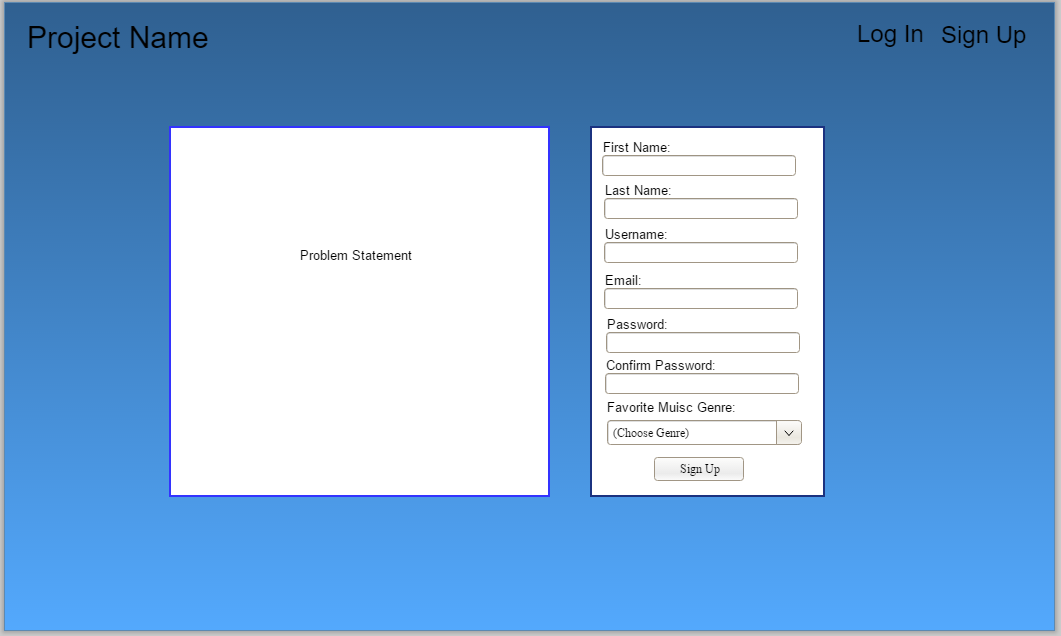 Project Name
Log In Sign Up
Problem Statement
First Name:
Last Name:
Username:
Email:
Password:
Confirm Password:
Favorite Muisc Genre:
(Choose Genre)
Sign Up